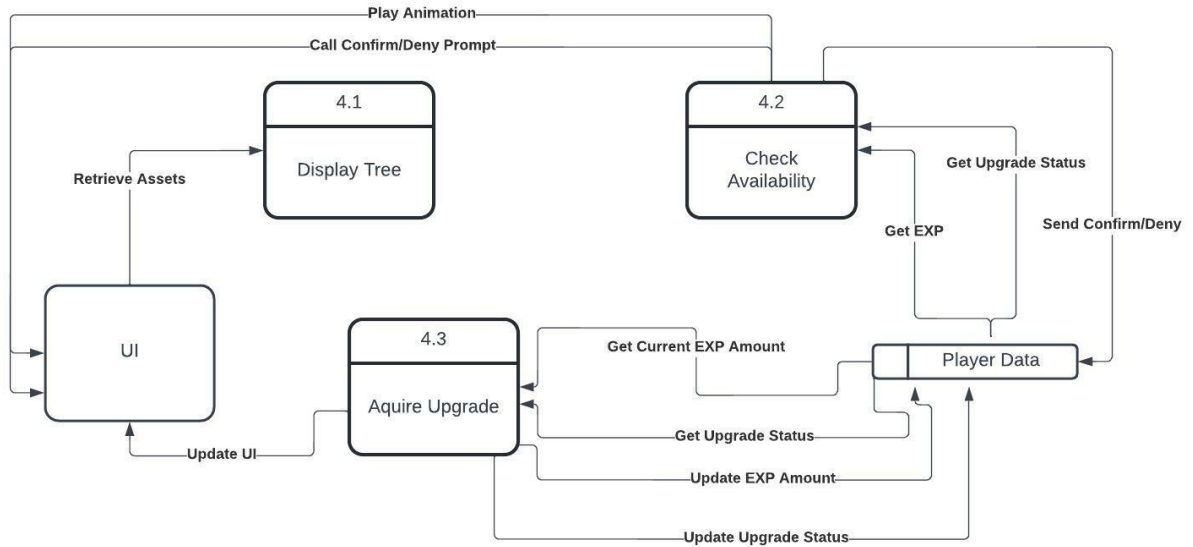 Play Animation
Call Confirm/Deny Prompt
4.1
4.2
Display Tree
Check
Availability
Get Upgrade Status
Retrieve Assets
Send Confirm/Deny
Get EXP
UI
4.3
Get Current EXP Amount
Player Data
Aquire Upgrade
Get Upgrade Status
Update UI
Update EXP Amount
Update Upgrade Status